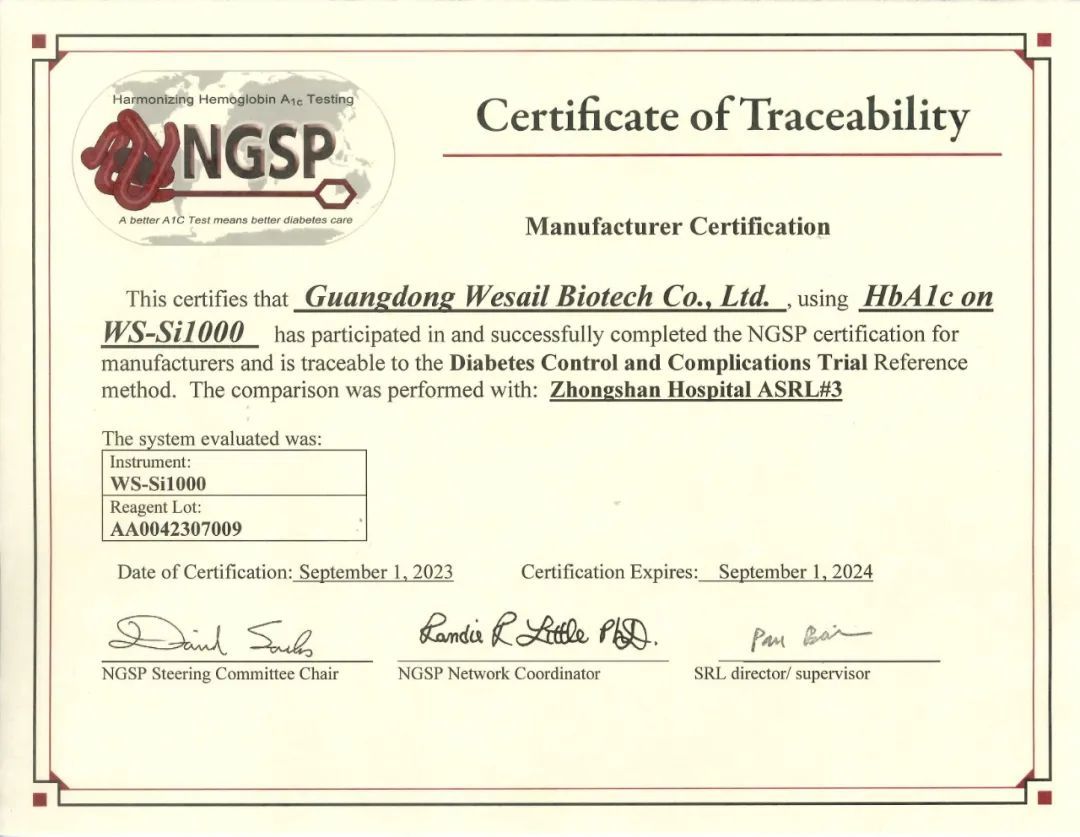 Harmonizing Hemoglobin A1c Testing
NGSP
A better A1C Test means better diabetes care
Certificate of Traceability
Manufacturer Certification
This certifies that Guangdong Wesail Biotech Co., Ltd. , using HbA1c on
WS-Si1000 has participated in and successfully completed the NGSP certification for
manufacturers and is traceable to the Diabetes Control and Complications Trial Reference
method. The comparison was performed with: Zhongshan Hospital ASRL#3
The system evaluated was:
Instrument:
WS-Si1000
Reagent Lot:
AA0042307009
Date of Certification: September 1, 2023 Certification Expires: September 1, 2024
David Sacks Randie R Little PhD.
NGSP Steering Committee Chair NGSP Network Coordinator SRL director/ supervisor